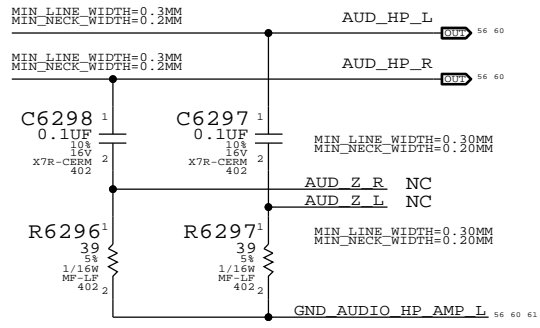 MIN_LINE_WIDTH=0.3MM
MIN_NECK_WIDTH=0.2MM
AUD_HP_L
OUT
56 60
MIN_LINE_WIDTH=0.3MM
MIN_NECK_WIDTH=0.2MM
AUD_HP_R
OUT
56 60
C6298
0.1UF
10%
16V
X7R-CERM
402
1
2
C6297
0.1UF
10%
16V
X7R-CERM
402
1
2
MIN_LINE_WIDTH=0.30MM
MIN_NECK_WIDTH=0.20MM
AUD_Z_R NC
AUD_Z_L NC
R6296
39
5%
1/16W
MF-LF
402
1
2
R6297
39
5%
1/16W
MF-LF
402
1
2
MIN_LINE_WIDTH=0.30MM
MIN_NECK_WIDTH=0.20MM
GND_AUDIO_HP_AMP_L 56 60 61